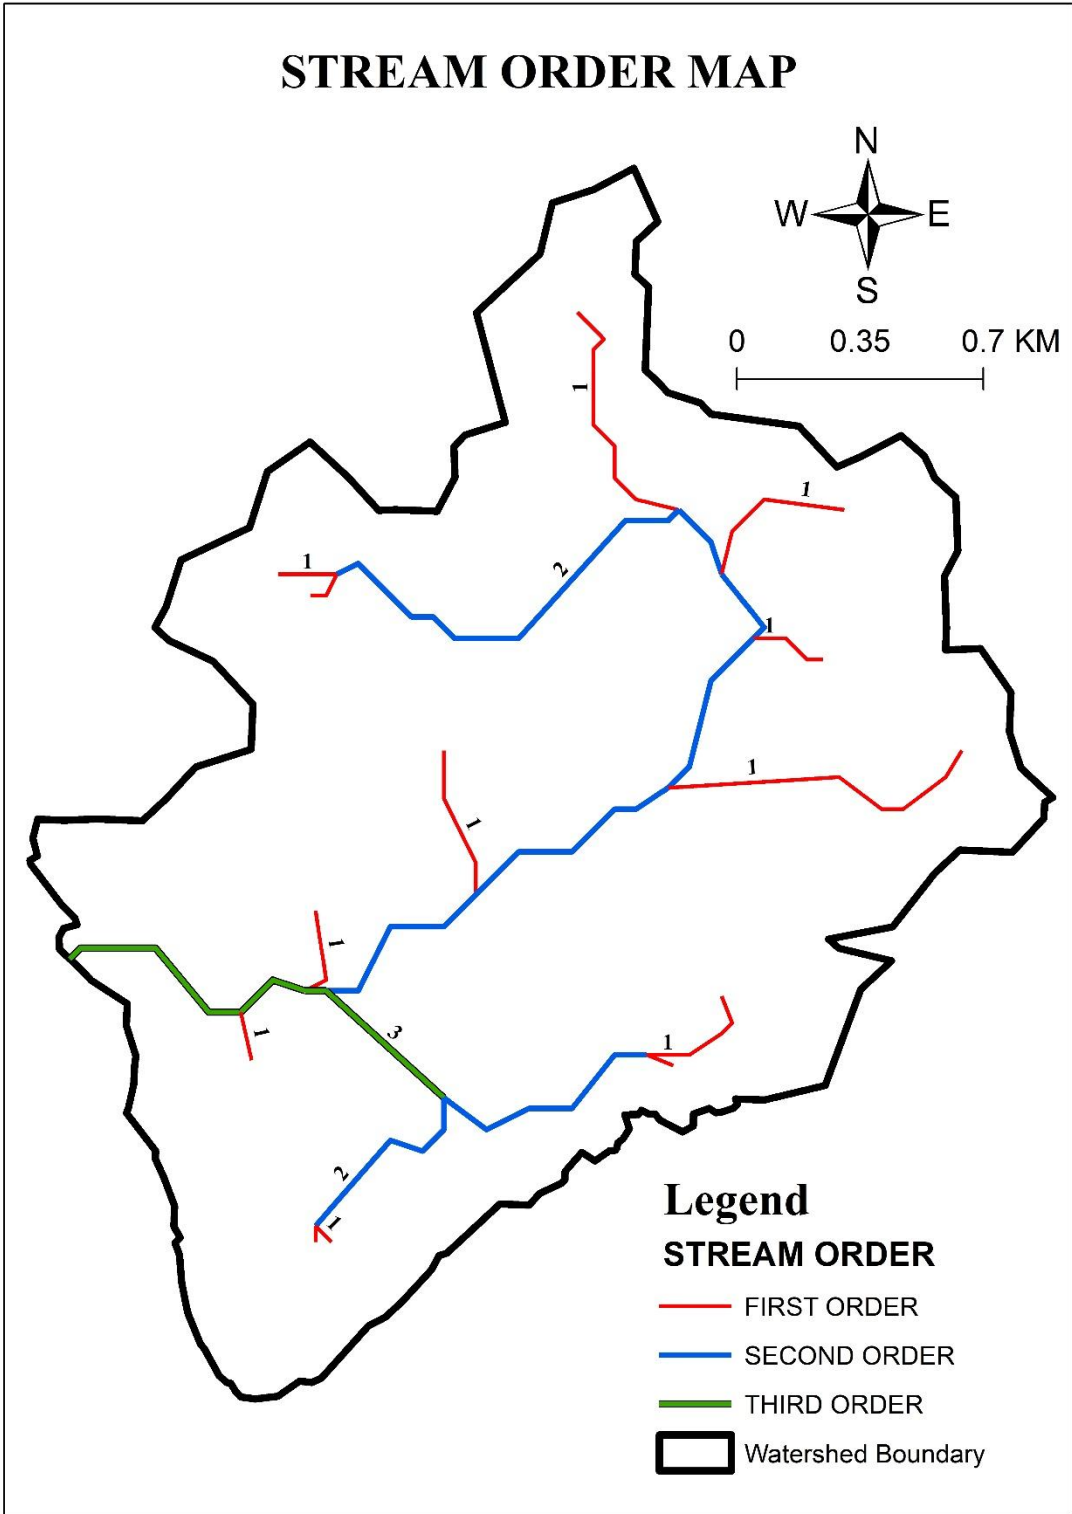 STREAM ORDER MAP
N
W E
S
0 0.35 0.7 KM
1
1
1
2
1
1
1
1
3
1
1
2
1
Legend
STREAM ORDER
FIRST ORDER
SECOND ORDER
THIRD ORDER
Watershed Boundary